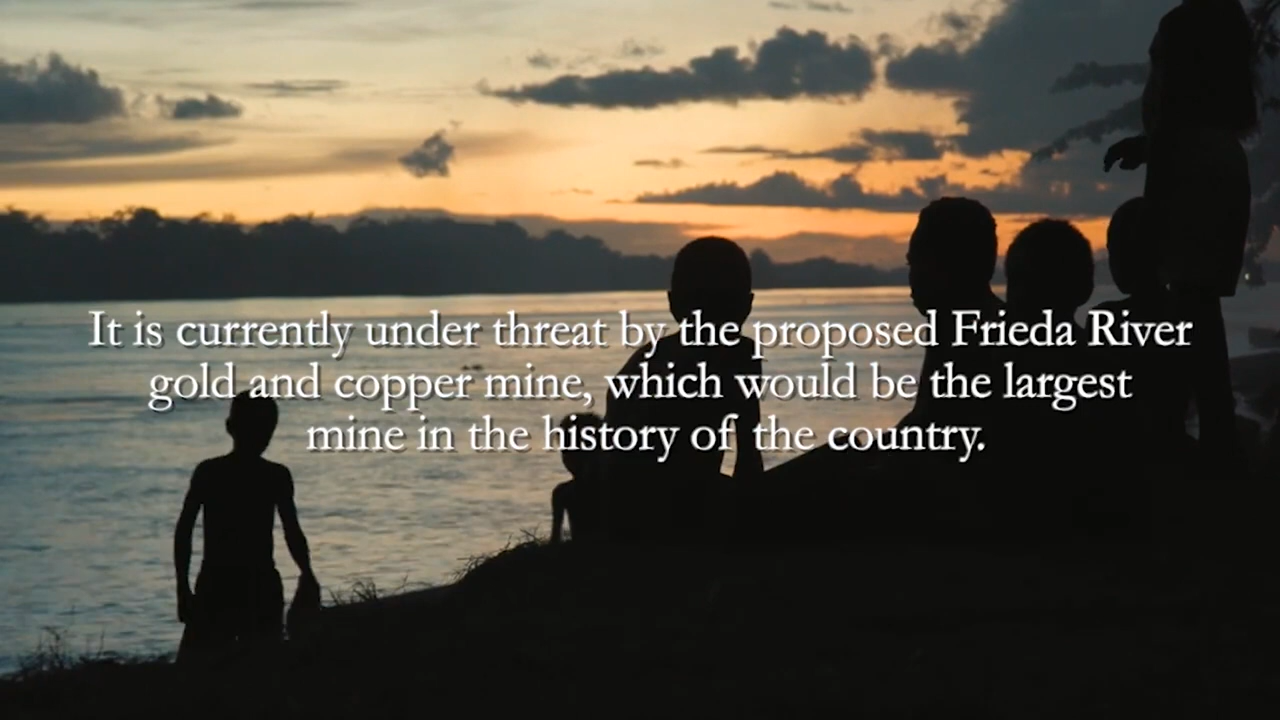 It is currently under threat by the proposed Frieda River
gold and copper mine, which would be the largest
mine in the history of the country.